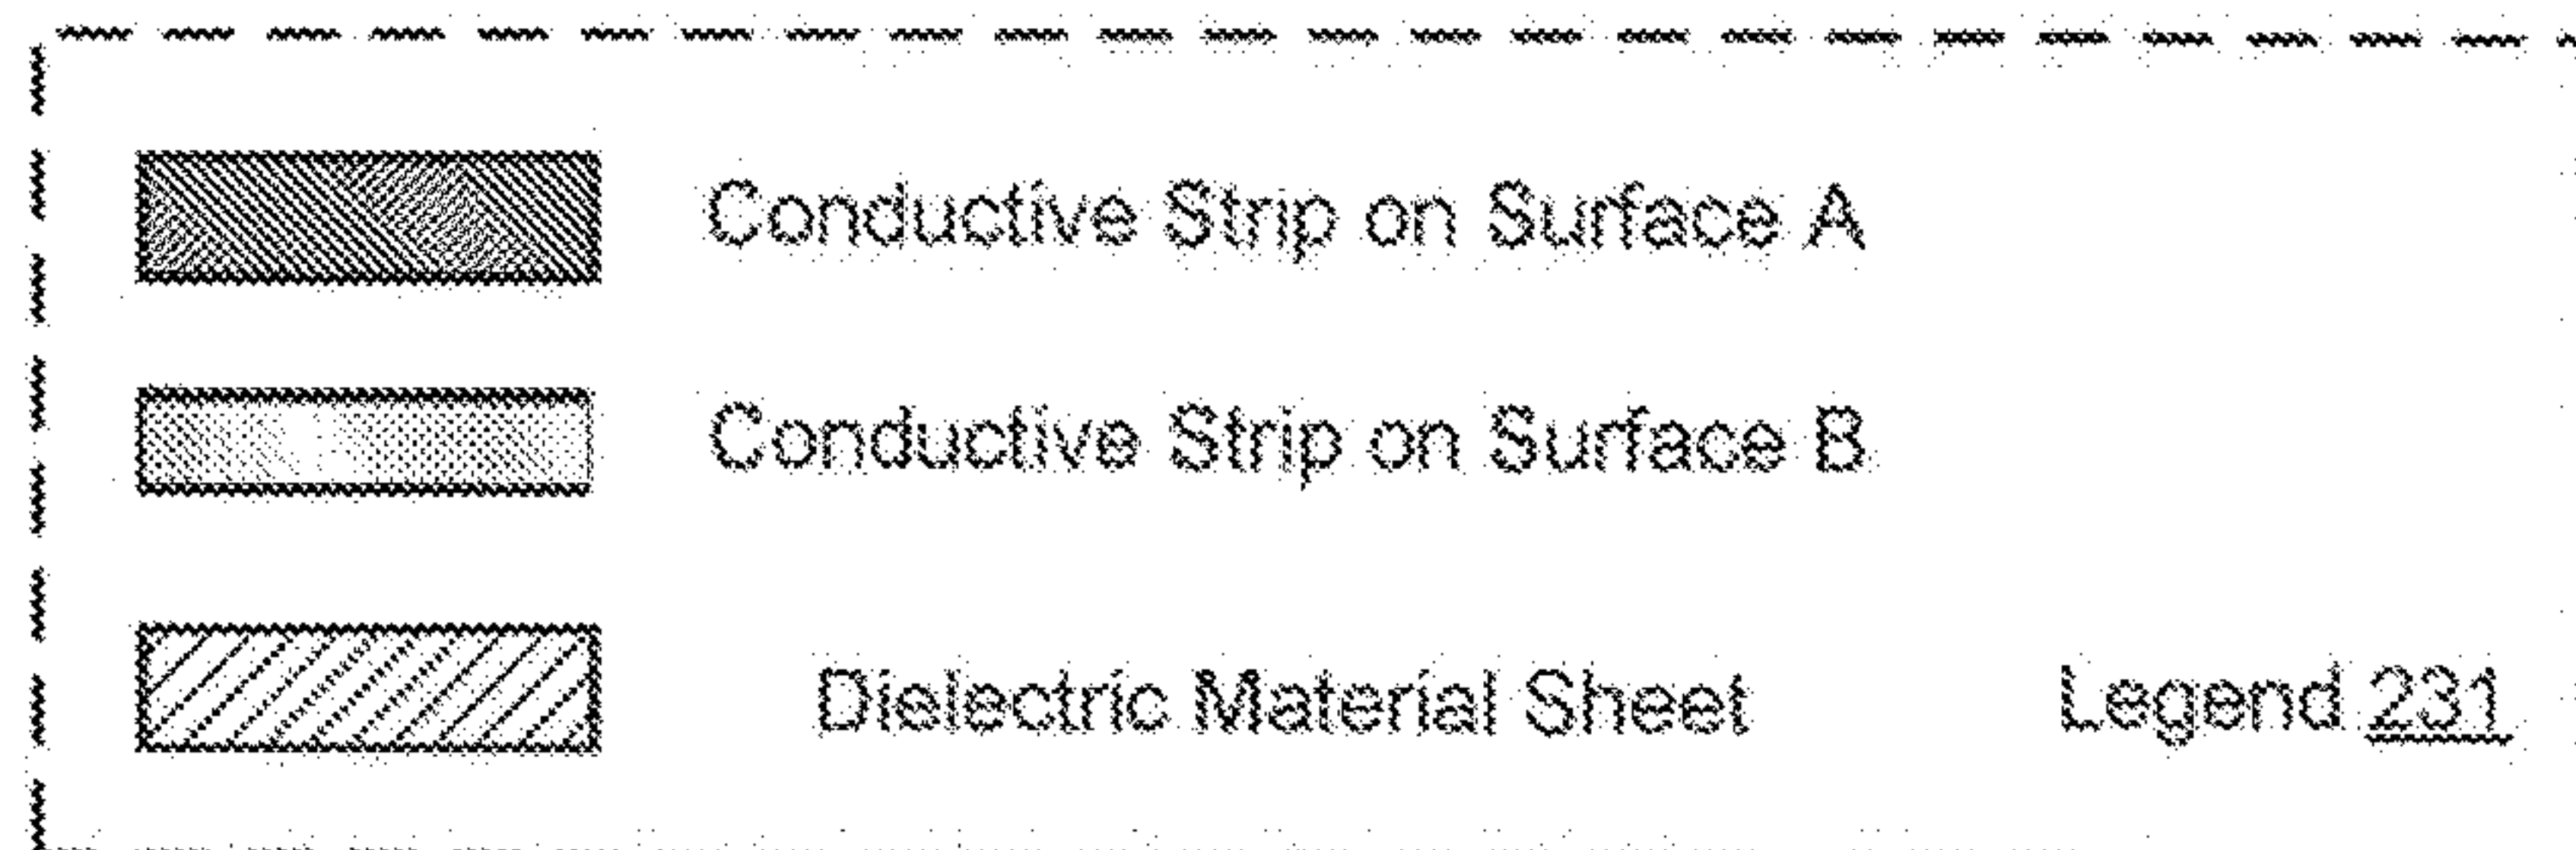 Conductive Strip on Surface A
Conductive Strip on Surface B
Dielectric Material Sheet
Legend 231